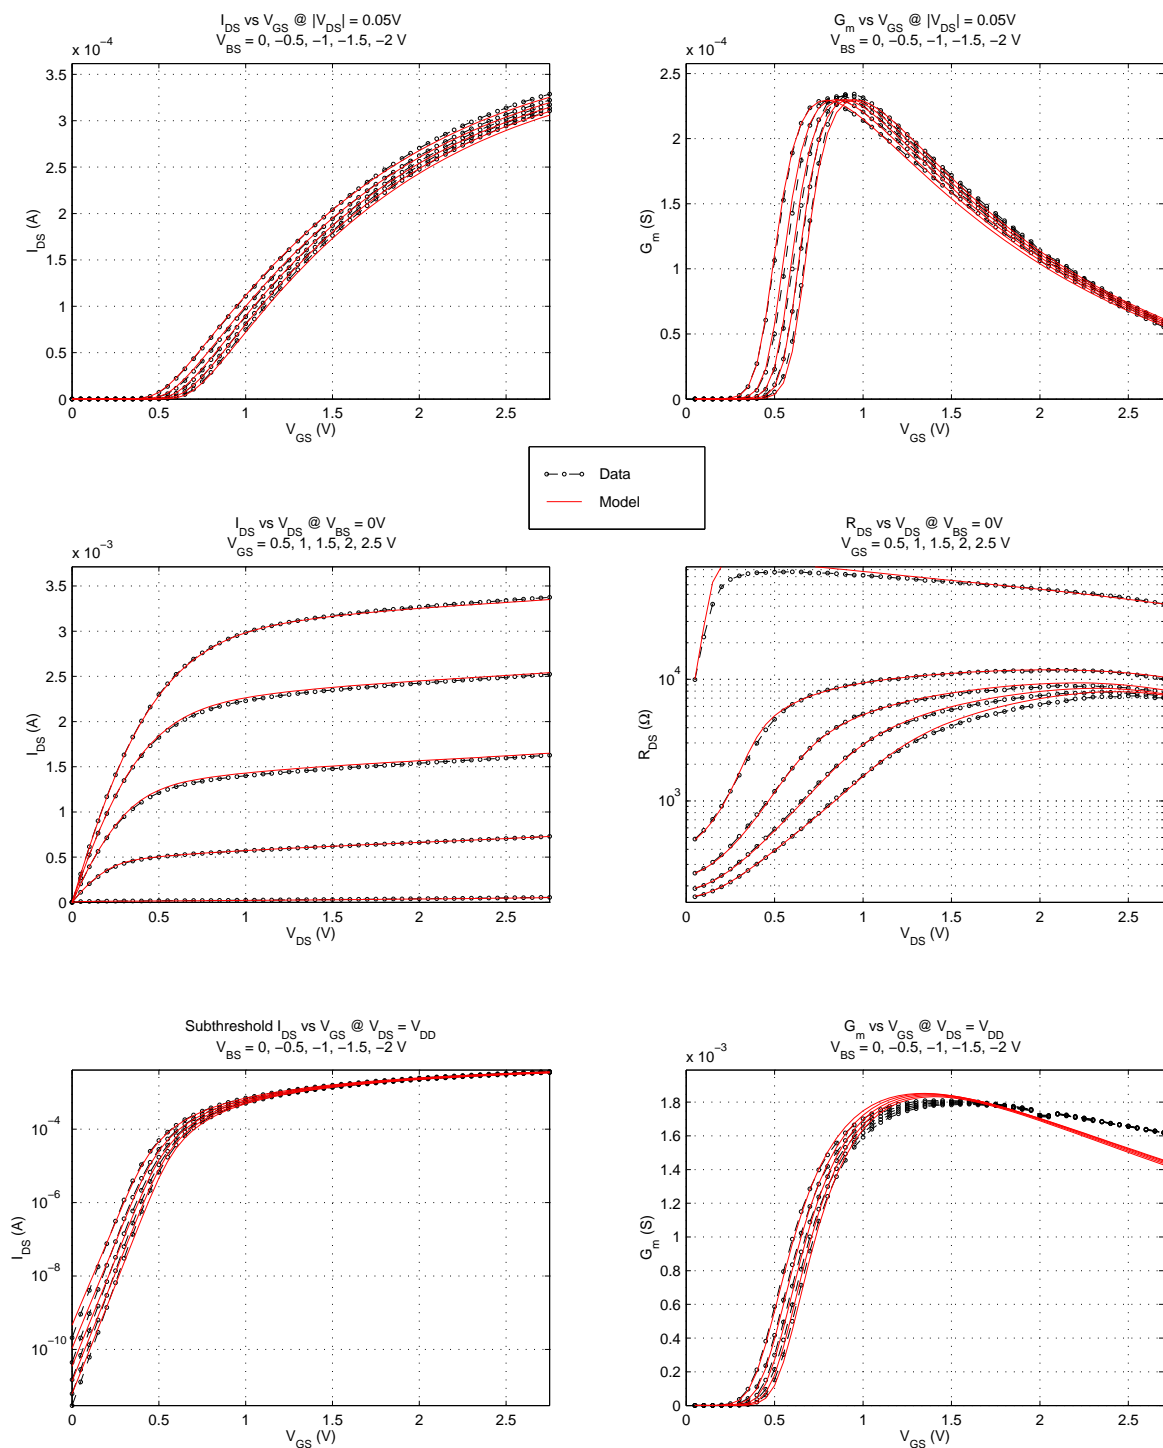 I_DS vs V_GS @ |V_DS| = 0.05V
V_BS = 0, −0.5, −1, −1.5, −2 V
x 10^−4
3.5
3
2.5
2
1.5
1
0.5
0
I_DS (A)
0 0.5 1 1.5 2 2.5
V_GS (V)
G_m vs V_GS @ |V_DS| = 0.05V
V_BS = 0, −0.5, −1, −1.5, −2 V
x 10^−4
2.5
2
1.5
1
0.5
0
G_m (S)
0 0.5 1 1.5 2 2.5
V_GS (V)
Data
Model
I_DS vs V_DS @ V_BS = 0V
V_GS = 0.5, 1, 1.5, 2, 2.5 V
x 10^−3
3.5
3
2.5
2
1.5
1
0.5
0
I_DS (A)
0 0.5 1 1.5 2 2.5
V_DS (V)
R_DS vs V_DS @ V_BS = 0V
V_GS = 0.5, 1, 1.5, 2, 2.5 V
10^4
10^3
R_DS (Ω)
0 0.5 1 1.5 2 2.5
V_DS (V)
Subthreshold I_DS vs V_GS @ V_DS = V_DD
V_BS = 0, −0.5, −1, −1.5, −2 V
10^−4
10^−6
10^−8
10^−10
I_DS (A)
0 0.5 1 1.5 2 2.5
V_GS (V)
G_m vs V_GS @ V_DS = V_DD
V_BS = 0, −0.5, −1, −1.5, −2 V
x 10^−3
1.8
1.6
1.4
1.2
1
0.8
0.6
0.4
0.2
0
G_m (S)
0 0.5 1 1.5 2 2.5
V_GS (V)